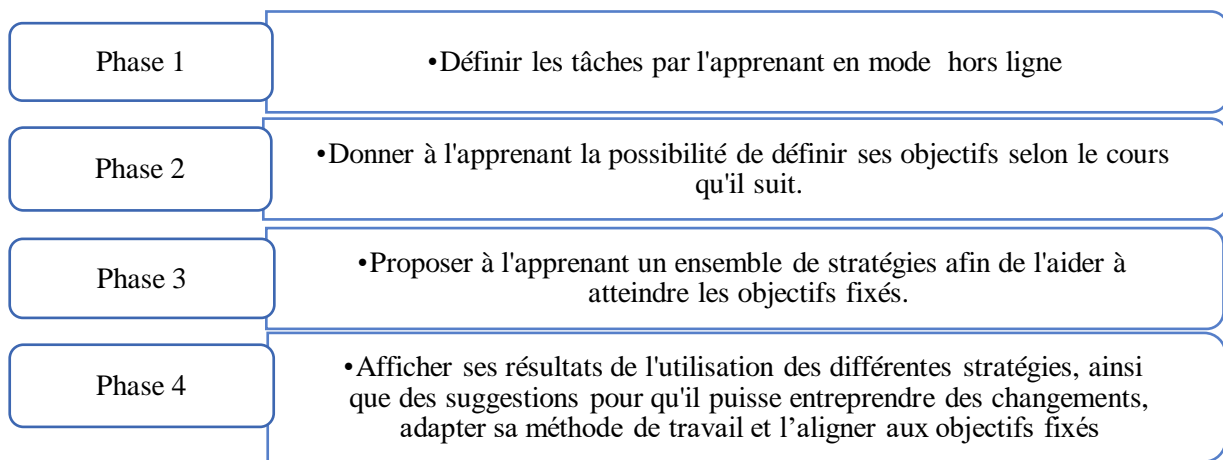 Phase 1
•Définir les tâches par l'apprenant en mode hors ligne
Phase 2
•Donner à l'apprenant la possibilité de définir ses objectifs selon le cours
qu'il suit.
Phase 3
•Proposer à l'apprenant un ensemble de stratégies afin de l'aider à
atteindre les objectifs fixés.
Phase 4
•Afficher ses résultats de l'utilisation des différentes stratégies, ainsi
que des suggestions pour qu'il puisse entreprendre des changements,
adapter sa méthode de travail et l’aligner aux objectifs fixés